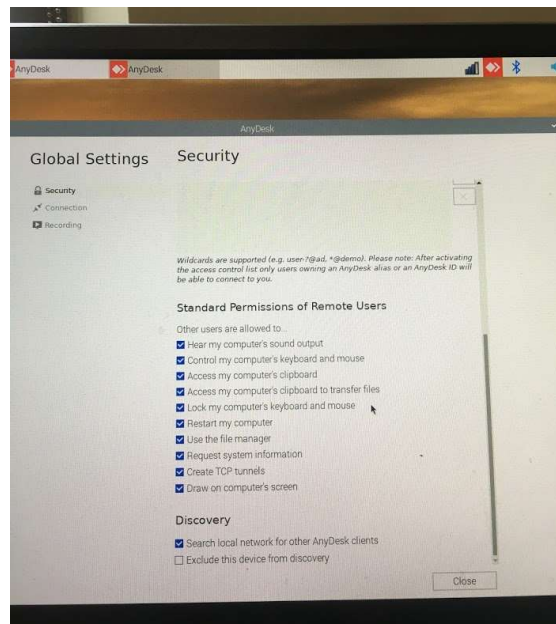 AnyDesk
AnyDesk
AnyDesk
Global Settings
Security
Security
Connection
Recording
Wildcards are supported (e.g. user-?@ad, *@demo). Please note: After activating
the access control list only users owning an AnyDesk alias or an AnyDesk ID will
be able to connect to you.
Standard Permissions of Remote Users
Other users are allowed to...
Hear my computer's sound output
Control my computer's keyboard and mouse
Access my computer's clipboard
Access my computer's clipboard to transfer files
Lock my computer's keyboard and mouse
Restart my computer
Use the file manager
Request system information
Create TCP tunnels
Draw on computer's screen
Discovery
Search local network for other AnyDesk clients
Exclude this device from discovery
Close